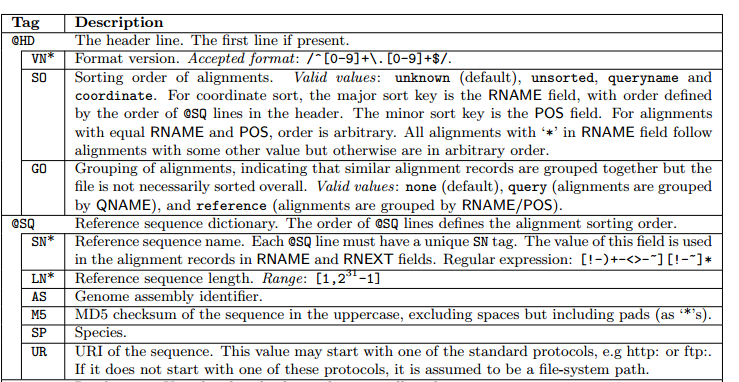 Tag Description
@HD The header line. The first line if present.
VN* Format version. Accepted format: /^[0-9]+\.[0-9]+$/.
SO Sorting order of alignments. Valid values: unknown (default), unsorted, queryname and
coordinate. For coordinate sort, the major sort key is the RNAME field, with order defined
by the order of @SQ lines in the header. The minor sort key is the POS field. For alignments
with equal RNAME and POS, order is arbitrary. All alignments with ‘*’ in RNAME field follow
alignments with some other value but otherwise are in arbitrary order.
GO Grouping of alignments, indicating that similar alignment records are grouped together but the
file is not necessarily sorted overall. Valid values: none (default), query (alignments are grouped
by QNAME), and reference (alignments are grouped by RNAME/POS).
@SQ Reference sequence dictionary. The order of @SQ lines defines the alignment sorting order.
SN* Reference sequence name. Each @SQ line must have a unique SN tag. The value of this field is used
in the alignment records in RNAME and RNEXT fields. Regular expression: [!-)+-<>-~][!-~]*
LN* Reference sequence length. Range: [1,2^31-1]
AS Genome assembly identifier.
M5 MD5 checksum of the sequence in the uppercase, excluding spaces but including pads (as ‘*’s).
SP Species.
UR URI of the sequence. This value may start with one of the standard protocols, e.g http: or ftp:.
If it does not start with one of these protocols, it is assumed to be a file-system path.